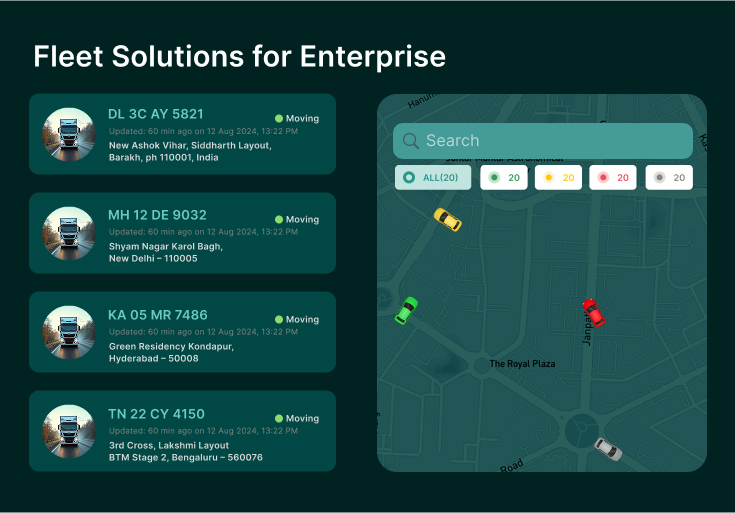 Fleet Solutions for Enterprise
DL 3C AY 5821
Moving
Updated: 60 min ago on 12 Aug 2024, 13:22 PM
New Ashok Vihar, Siddharth Layout,
Barakh, ph 110001, India
MH 12 DE 9032
Moving
Updated: 60 min ago on 12 Aug 2024, 13:22 PM
Shyam Nagar Karol Bagh,
New Delhi – 110005
KA 05 MR 7486
Moving
Updated: 60 min ago on 12 Aug 2024, 13:22 PM
Green Residency Kondapur,
Hyderabad – 50008
TN 22 CY 4150
Moving
Updated: 60 min ago on 12 Aug 2024, 13:22 PM
3rd Cross, Lakshmi Layout
BTM Stage 2, Bengaluru – 560076
Search
ALL(20)
20
20
20
20
The Royal Plaza
Road